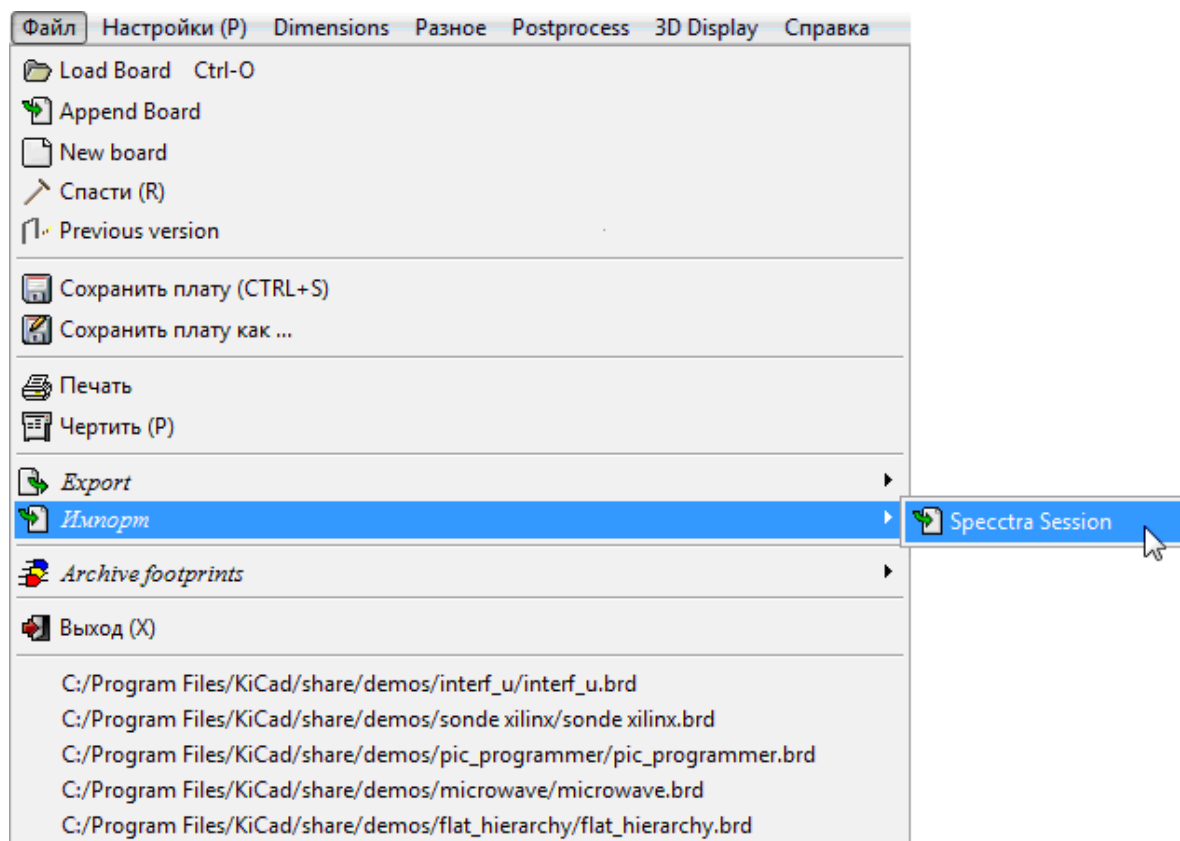 Файл Настройки (P) Dimensions Разное Postprocess 3D Display Справка
Load Board Ctrl-O
Append Board
New board
Спасти (R)
Previous version
Сохранить плату (CTRL+S)
Сохранить плату как ...
Печать
Чертить (P)
Export
Импорт
Specctra Session
Archive footprints
Выход (X)
C:/Program Files/KiCad/share/demos/interf_u/interf_u.brd
C:/Program Files/KiCad/share/demos/sonde xilinx/sonde xilinx.brd
C:/Program Files/KiCad/share/demos/pic_programmer/pic_programmer.brd
C:/Program Files/KiCad/share/demos/microwave/microwave.brd
C:/Program Files/KiCad/share/demos/flat_hierarchy/flat_hierarchy.brd